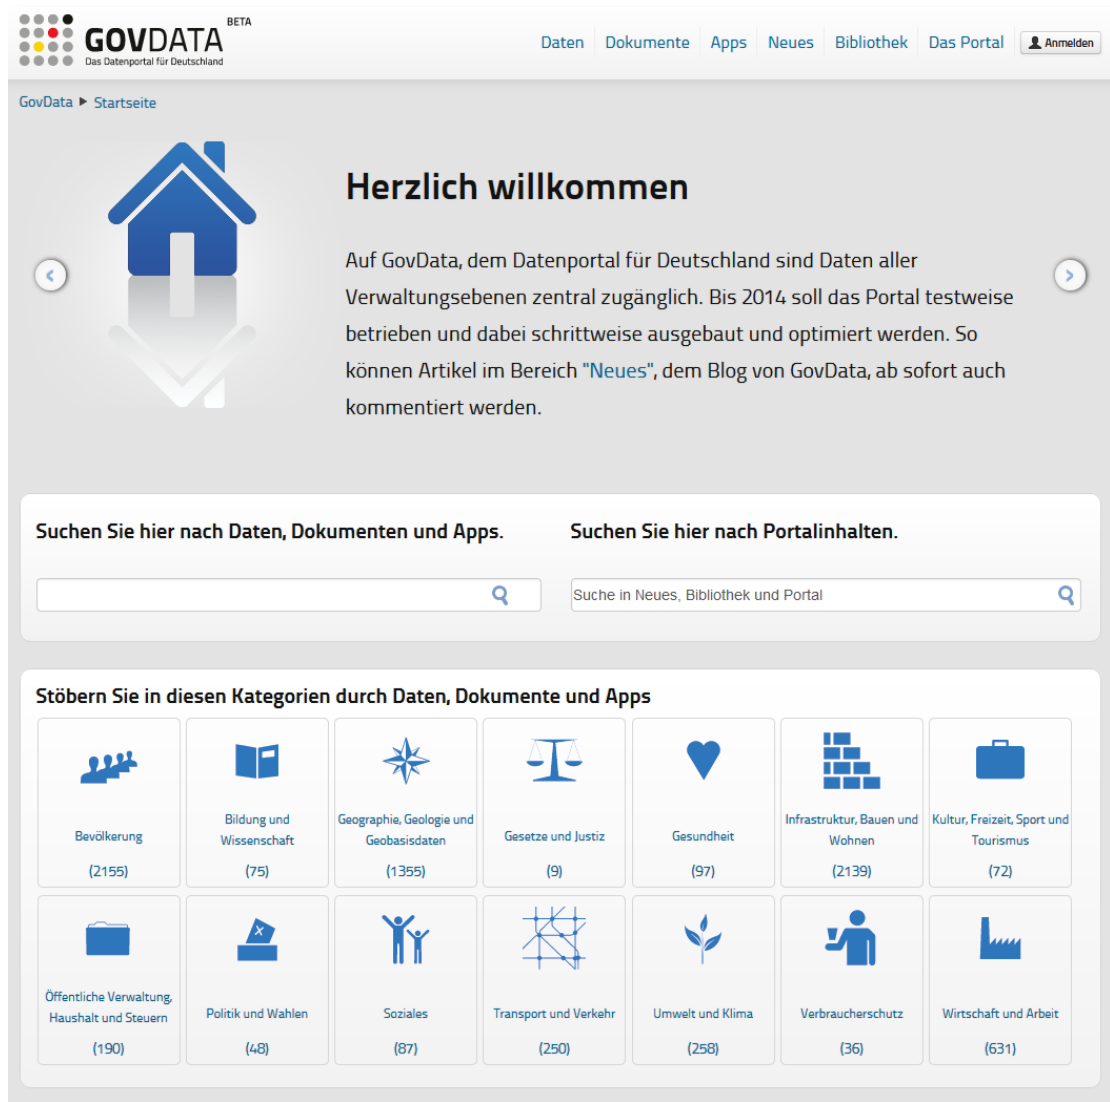 GOVDATA BETA
Das Datenportal für Deutschland
Daten Dokumente Apps Neues Bibliothek Das Portal Anmelden
GovData ▶ Startseite
Herzlich willkommen
Auf GovData, dem Datenportal für Deutschland sind Daten aller
Verwaltungsebenen zentral zugänglich. Bis 2014 soll das Portal testweise
betrieben und dabei schrittweise ausgebaut und optimiert werden. So
können Artikel im Bereich "Neues", dem Blog von GovData, ab sofort auch
kommentiert werden.
Suchen Sie hier nach Daten, Dokumenten und Apps.
Suchen Sie hier nach Portalinhalten.
Suche in Neues, Bibliothek und Portal
Stöbern Sie in diesen Kategorien durch Daten, Dokumente und Apps
Bevölkerung
(2155)
Bildung und
Wissenschaft
(75)
Geographie, Geologie und
Geobasisdaten
(1355)
Gesetze und Justiz
(9)
Gesundheit
(97)
Infrastruktur, Bauen und
Wohnen
(2139)
Kultur, Freizeit, Sport und
Tourismus
(72)
Öffentliche Verwaltung,
Haushalt und Steuern
(190)
X
Politik und Wahlen
(48)
Soziales
(87)
Transport und Verkehr
(250)
Umwelt und Klima
(258)
Verbraucherschutz
(36)
Wirtschaft und Arbeit
(631)